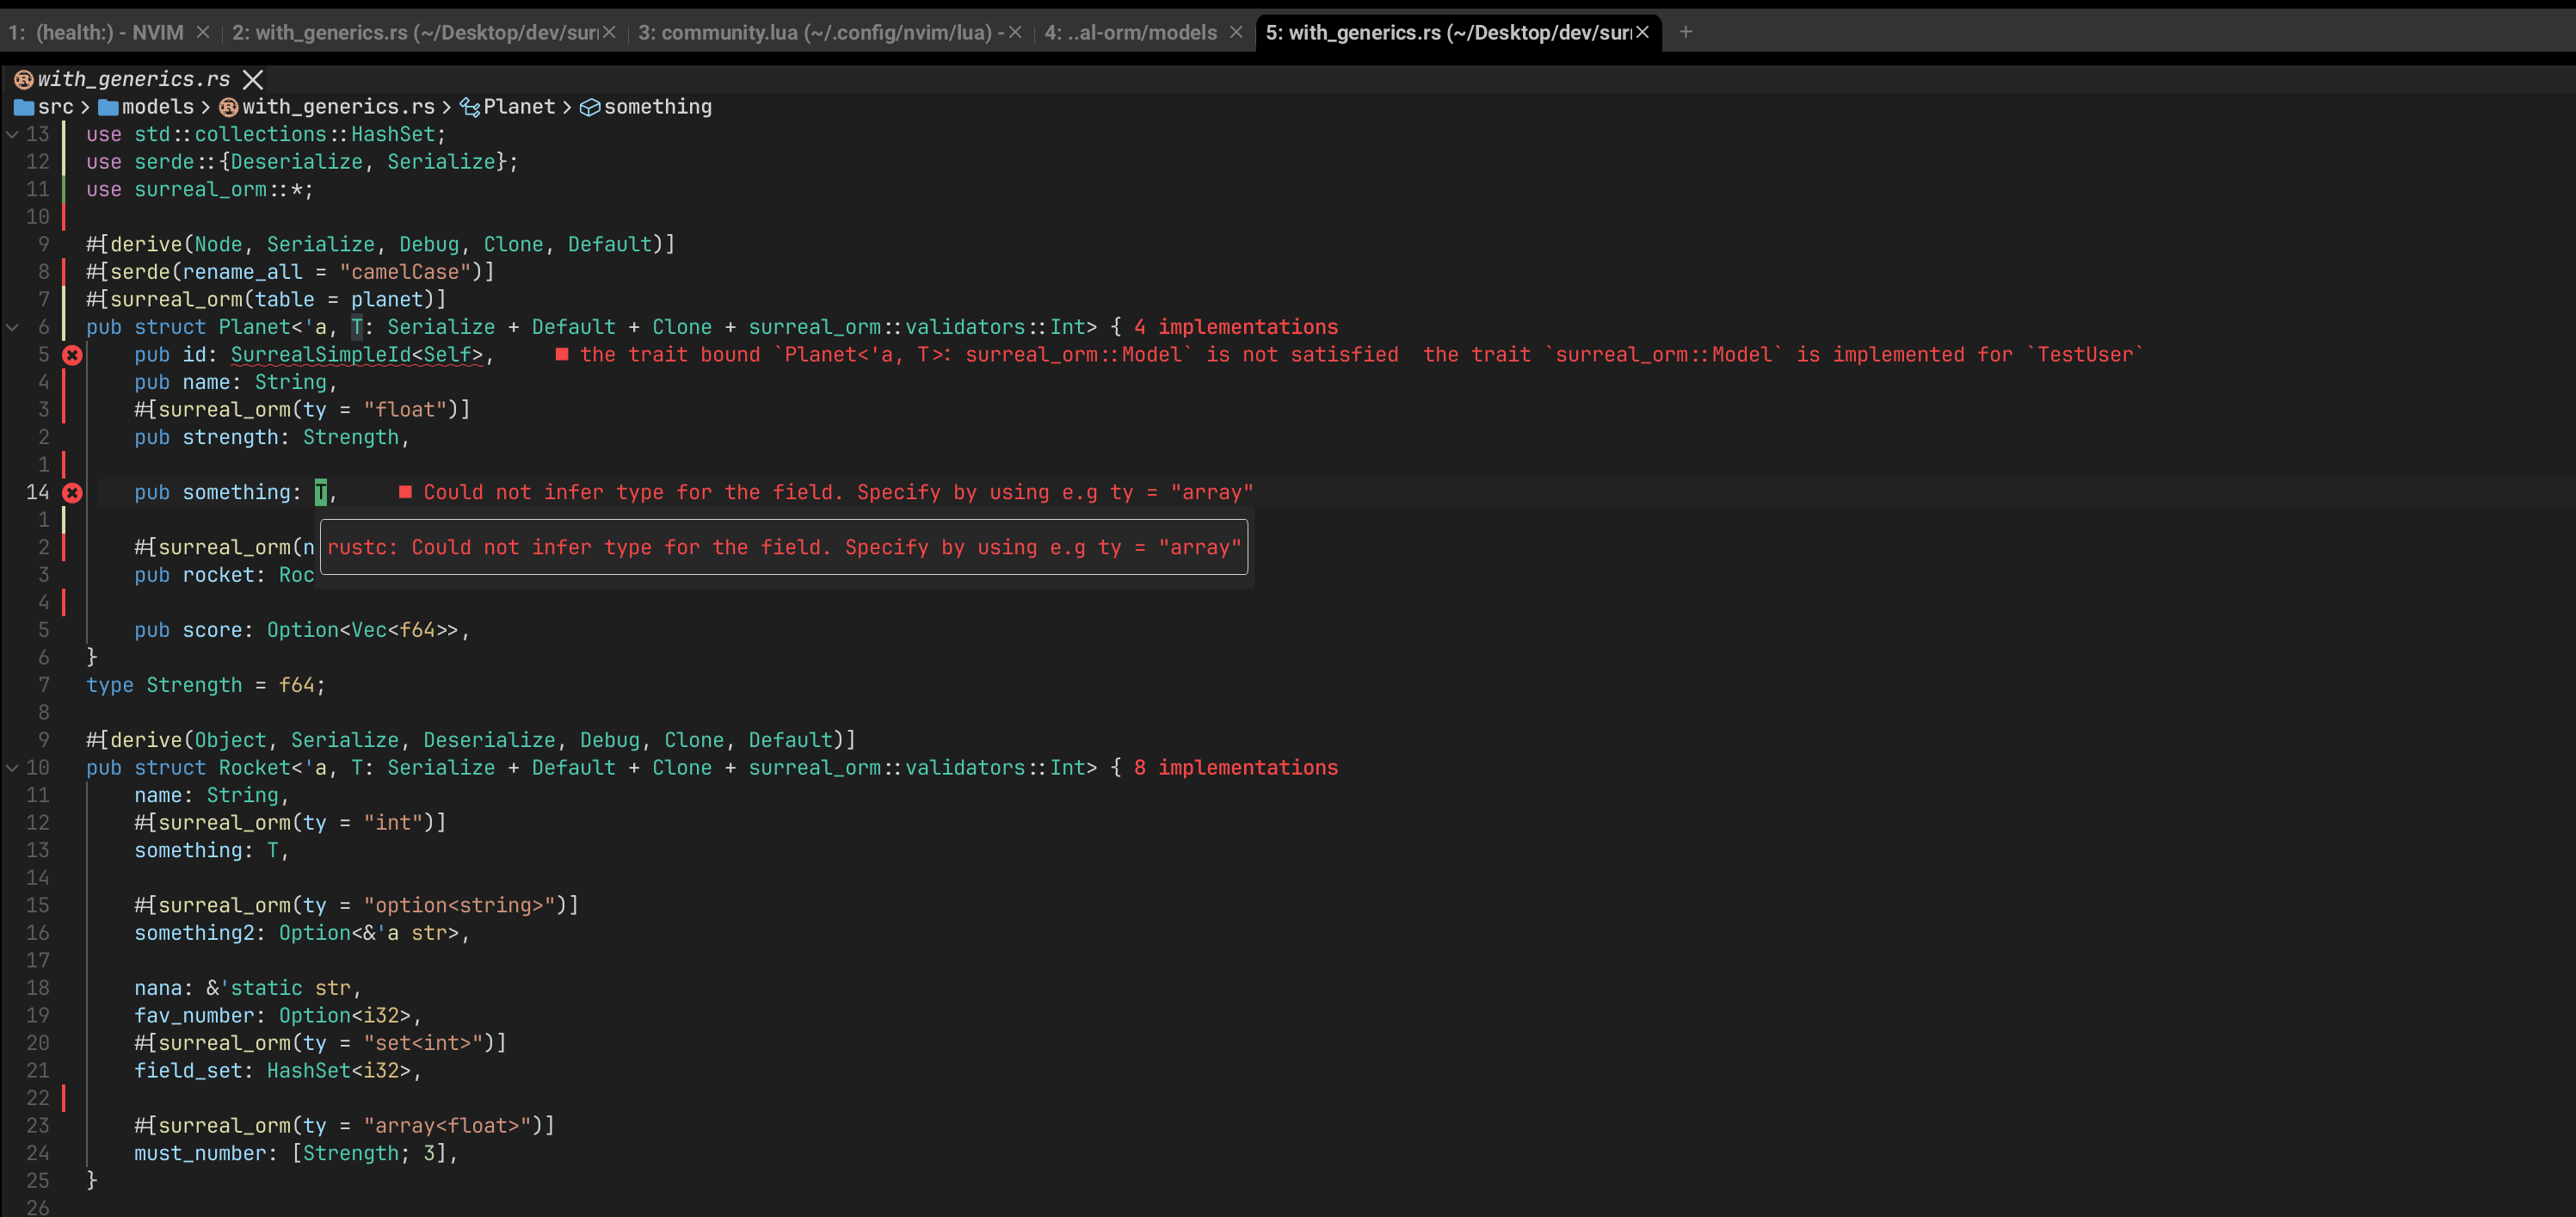 1: (health:) - NVIM × 2: with_generics.rs (~/Desktop/dev/sur × 3: community.lua (~/.config/nvim/lua) - × 4: ..al-orm/models × 5: with_generics.rs (~/Desktop/dev/sur × +
with_generics.rs ×
src > models > with_generics.rs > Planet > something
13 use std::collections::HashSet;
12 use serde::{Deserialize, Serialize};
11 use surreal_orm::*;
10
9 #[derive(Node, Serialize, Debug, Clone, Default)]
8 #[serde(rename_all = "camelCase")]
7 #[surreal_orm(table = planet)]
6 pub struct Planet<'a, T: Serialize + Default + Clone + surreal_orm::validators::Int> { 4 implementations
5 pub id: SurrealSimpleId<Self>, ■ the trait bound `Planet<'a, T>: surreal_orm::Model` is not satisfied  the trait `surreal_orm::Model` is implemented for `TestUser`
4 pub name: String,
3 #[surreal_orm(ty = "float")]
2 pub strength: Strength,
1
14 pub something: T, ■ Could not infer type for the field. Specify by using e.g ty = "array"
1
2 #[surreal_orm(n rustc: Could not infer type for the field. Specify by using e.g ty = "array"
3 pub rocket: Roc
4
5 pub score: Option<Vec<f64>>,
6 }
7 type Strength = f64;
8
9 #[derive(Object, Serialize, Deserialize, Debug, Clone, Default)]
10 pub struct Rocket<'a, T: Serialize + Default + Clone + surreal_orm::validators::Int> { 8 implementations
11 name: String,
12 #[surreal_orm(ty = "int")]
13 something: T,
14
15 #[surreal_orm(ty = "option<string>")]
16 something2: Option<&'a str>,
17
18 nana: &'static str,
19 fav_number: Option<i32>,
20 #[surreal_orm(ty = "set<int>")]
21 field_set: HashSet<i32>,
22
23 #[surreal_orm(ty = "array<float>")]
24 must_number: [Strength; 3],
25 }
26